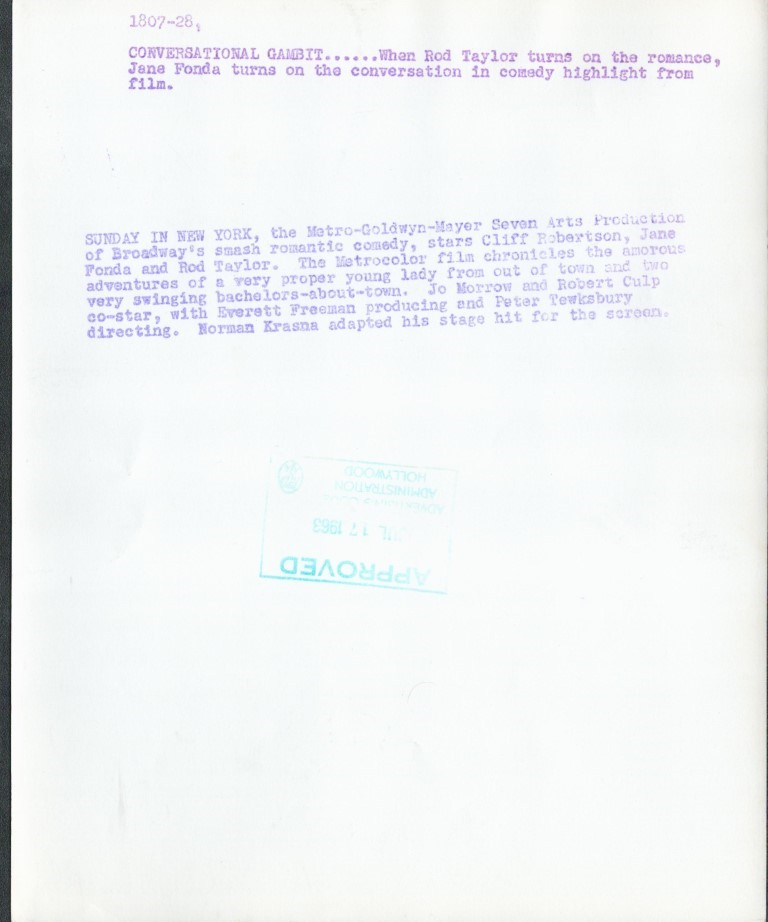 1807-28,
CONVERSATIONAL GAMBIT......When Rod Taylor turns on the romance,
Jane Fonda turns on the conversation in comedy highlight from
film.
SUNDAY IN NEW YORK, the Metro-Goldwyn-Mayer Seven Arts Production
of Broadway's smash romantic comedy, stars Cliff Robertson, Jane
Fonda and Rod Taylor. The Metrocolor film chronicles the amorous
adventures of a very proper young lady from out of town and two
very swinging bachelors-about-town. Jo Morrow and Robert Culp
co-star, with Everett Freeman producing and Peter Tewksbury
directing. Norman Krasna adapted his stage hit for the screen.
APPROVED
JUL 17 1963
ADMINISTRATION
HOLLYWOOD